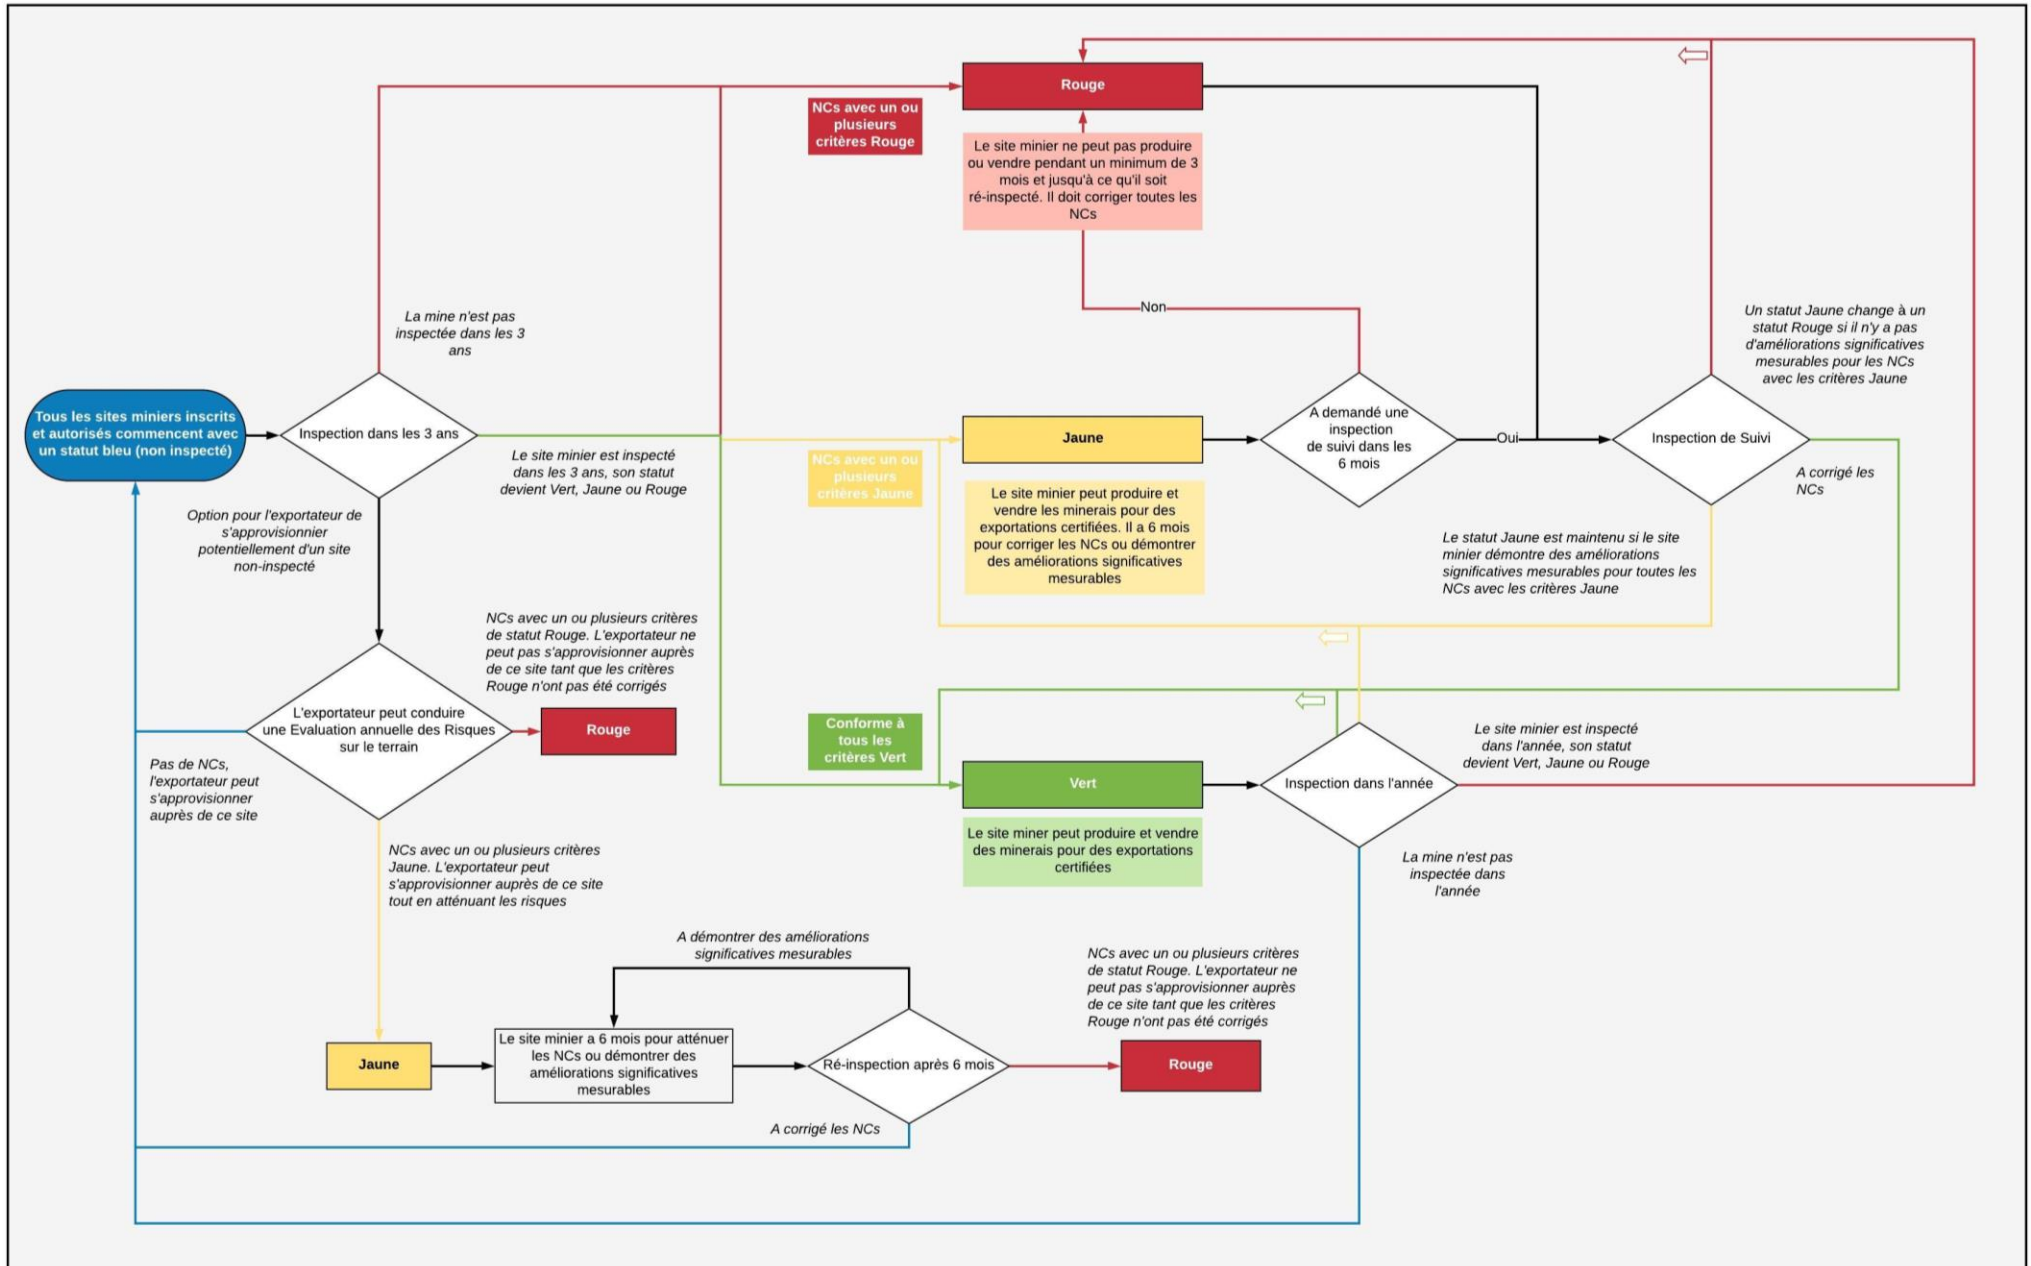 Rouge
NCs avec un ou
plusieurs
critères Rouge
Le site minier ne peut pas produire
ou vendre pendant un minimum de 3
mois et jusqu'à ce qu'il soit
ré-inspecté. Il doit corriger toutes les
NCs
Non
La mine n'est pas
inspectée dans les 3
ans
Un statut Jaune change à un
statut Rouge si il n'y a pas
d'améliorations significatives
mesurables pour les NCs
avec les critères Jaune
Tous les sites miniers inscrits
et autorisés commencent avec
un statut bleu (non inspecté)
Inspection dans les 3 ans
Le site minier est inspecté
dans les 3 ans, son statut
devient Vert, Jaune ou Rouge
NCs avec un ou
plusieurs
critères Jaune
Jaune
Le site minier peut produire et
vendre les minerais pour des
exportations certifiées. Il a 6 mois
pour corriger les NCs ou démontrer
des améliorations significatives
mesurables
A demandé une
inspection
de suivi dans les
6 mois
Oui
Inspection de Suivi
A corrigé les
NCs
Le statut Jaune est maintenu si le site
minier démontre des améliorations
significatives mesurables pour toutes les
NCs avec les critères Jaune
Option pour l'exportateur de
s'approvisionnier
potentiellement d'un site
non-inspecté
NCs avec un ou plusieurs critères
de statut Rouge. L'exportateur ne
peut pas s'approvisionner auprès
de ce site tant que les critères
Rouge n'ont pas été corrigés
L'exportateur peut conduire
une Evaluation annuelle des Risques
sur le terrain
Rouge
Pas de NCs,
l'exportateur peut
s'approvisionner
auprès de ce site
Conforme à
tous les
critères Vert
Vert
Le site miner peut produire et vendre
des minerais pour des exportations
certifiées
Inspection dans l'année
Le site minier est inspecté
dans l'année, son statut
devient Vert, Jaune ou Rouge
La mine n'est pas
inspectée dans
l'année
NCs avec un ou plusieurs critères
Jaune. L'exportateur peut
s'approvisionner auprès de ce site
tout en atténuant les risques
A démontrer des améliorations
significatives mesurables
Jaune
Le site minier a 6 mois pour atténuer
les NCs ou démontrer des
améliorations significatives
mesurables
Ré-inspection après 6 mois
NCs avec un ou plusieurs critères
de statut Rouge. L'exportateur ne
peut pas s'approvisionner auprès
de ce site tant que les critères
Rouge n'ont pas été corrigés
Rouge
A corrigé les NCs